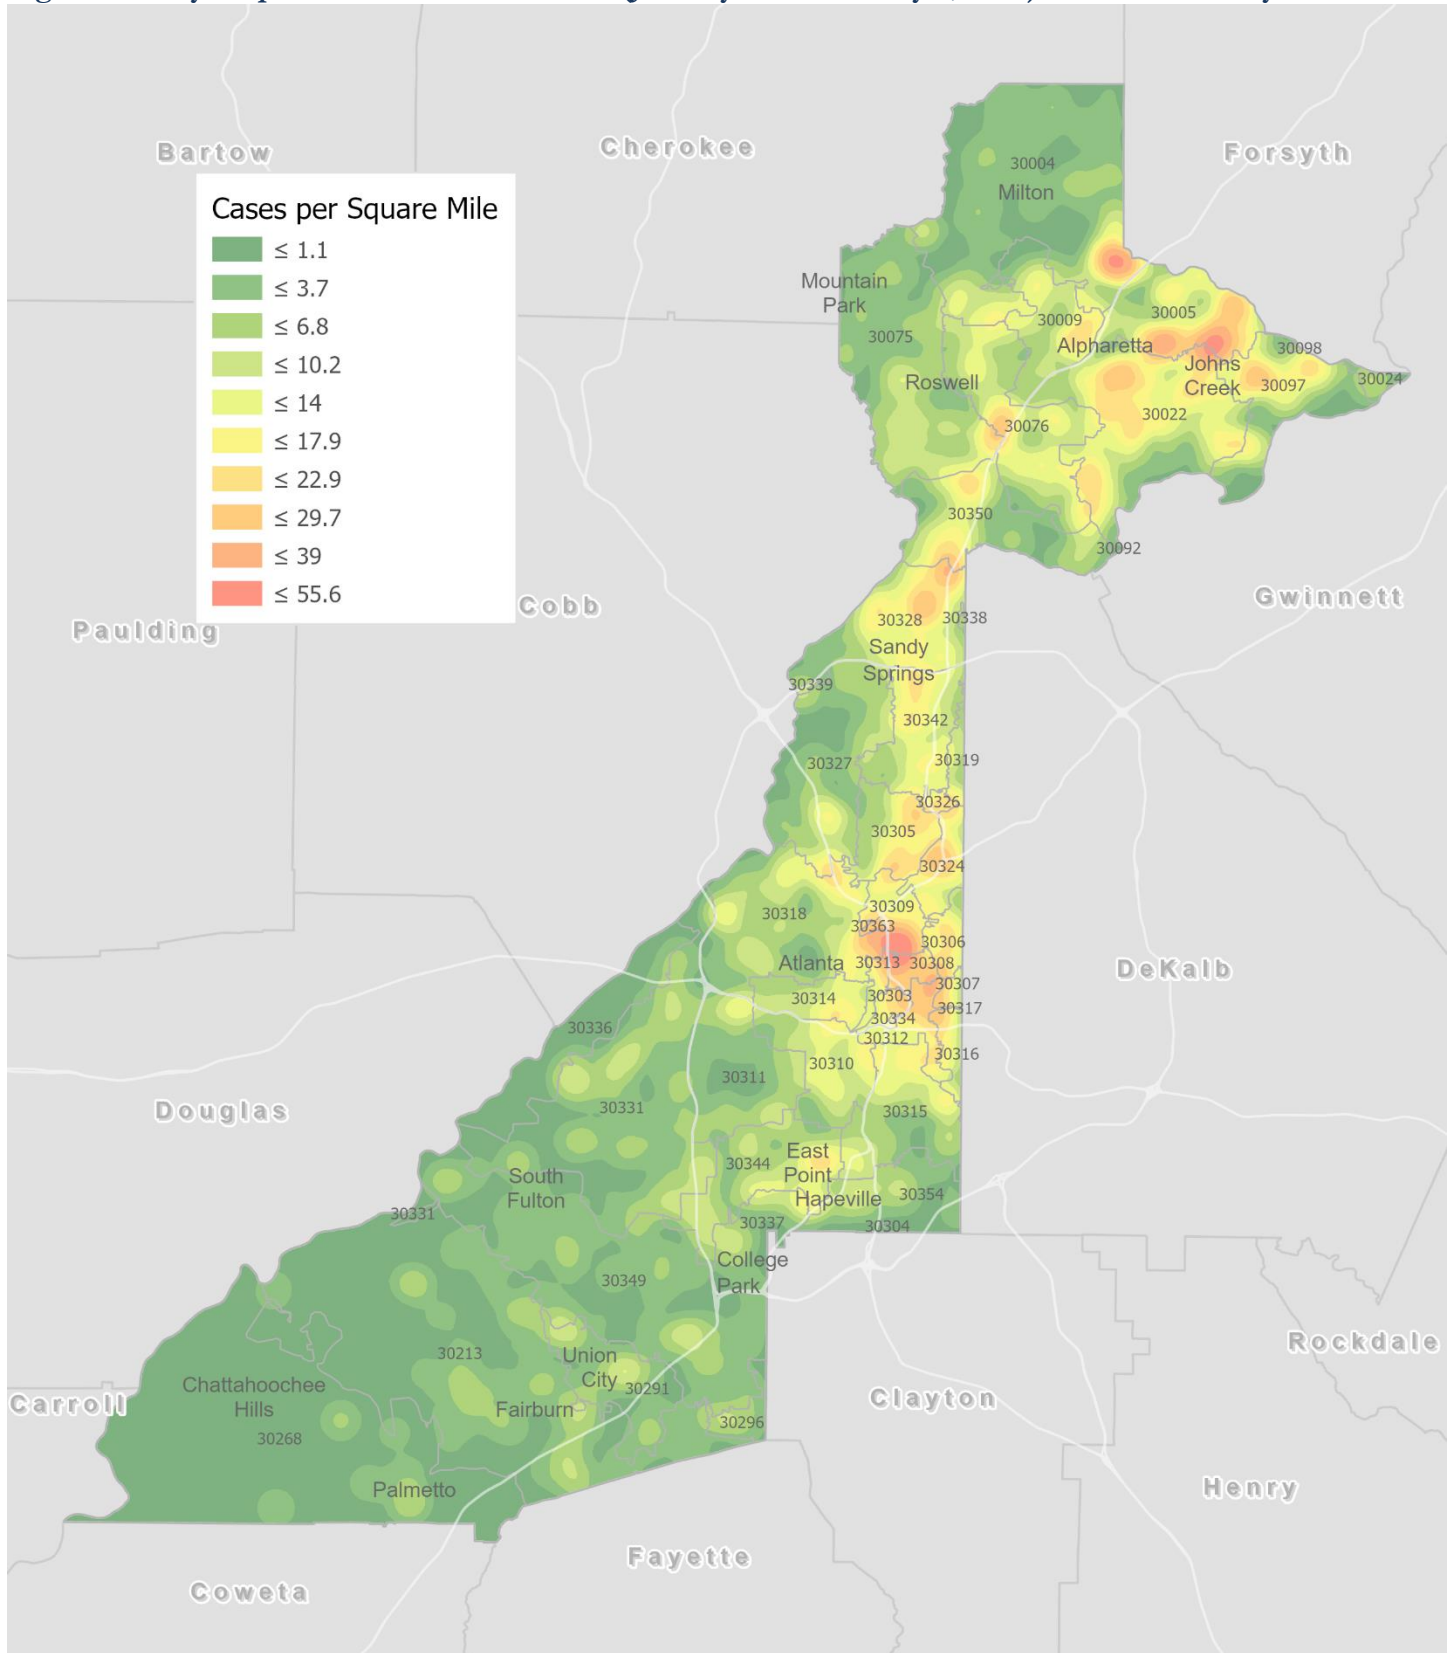 Bartow
Cherokee
Forsyth
30004
Milton
Cases per Square Mile
≤ 1.1
≤ 3.7
≤ 6.8
≤ 10.2
≤ 14
≤ 17.9
≤ 22.9
≤ 29.7
≤ 39
≤ 55.6
Mountain
Park
30075
30009
30005
Alpharetta
30098
Johns
Creek
30097
30024
Roswell
30022
30076
30350
30092
Gwinnett
Cobb
Paulding
30328
30338
Sandy
Springs
30339
30342
30327
30319
30326
30305
30324
30309
30318
30363
30306
Atlanta
30313
30308
DeKalb
30307
30314
30303
30317
30334
30336
30312
30316
30310
30311
30331
30315
Douglas
East
Point
30344
South
Fulton
Hapeville
30354
30331
30337
30304
College
Park
30349
Rockdale
30213
Union
City
30291
Chattahoochee
Hills
Carroll
Fairburn
Clayton
30296
30268
Palmetto
Henry
Fayette
Coweta